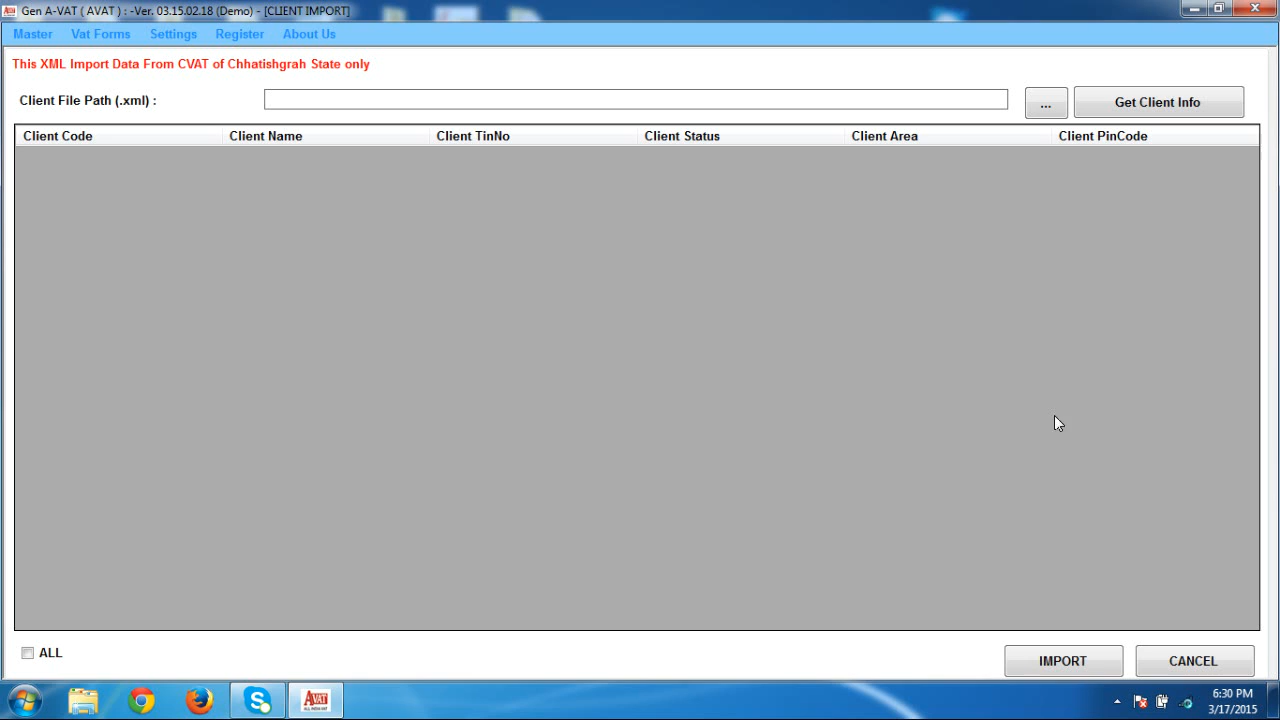 Gen A-VAT ( AVAT ) : -Ver. 03.15.02.18 (Demo) - [CLIENT IMPORT]
Master Vat Forms Settings Register About Us
This XML Import Data From CVAT of Chhatishgrah State only
Client File Path (.xml) : ... Get Client Info
Client Code Client Name Client TinNo Client Status Client Area Client PinCode
ALL IMPORT CANCEL
AVAT
6:30 PM
3/17/2015